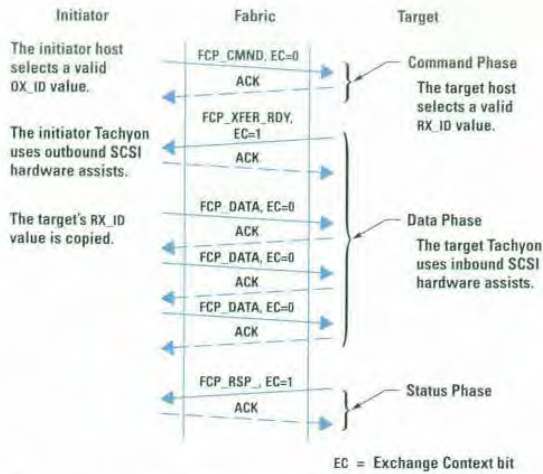 Initiator
Fabric
Target
The initiator host
selects a valid
OX_ID value.
FCP_CMND, EC=0
ACK
Command Phase
The target host
selects a valid
RX_ID value.
FCP_XFER_RDY,
EC=1
ACK
The initiator Tachyon
uses outbound SCSI
hardware assists.
The target's RX_ID
value is copied.
FCP_DATA, EC=0
ACK
FCP_DATA, EC=0
ACK
FCP_DATA, EC=0
ACK
Data Phase
The target Tachyon
uses inbound SCSI
hardware assists.
FCP_RSP_, EC=1
ACK
Status Phase
EC = Exchange Context bit